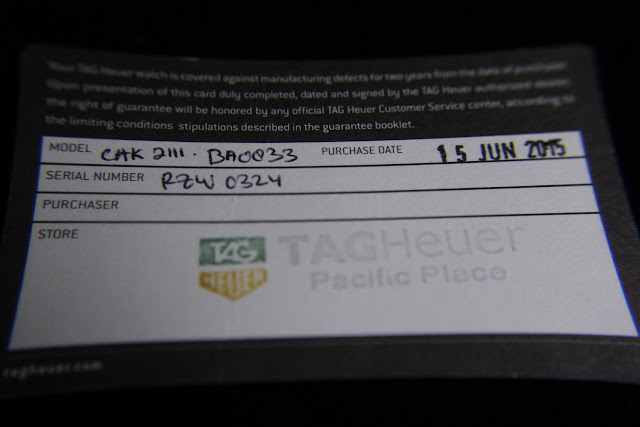 Your TAG Heuer watch is covered against manufacturing defects for two years from the date of purchase.
Upon presentation of this card duly completed, dated and signed by the TAG Heuer authorized dealer,
the right of guarantee will be honored by any official TAG Heuer Customer Service center, according to
the limiting conditions stipulations described in the guarantee booklet.
MODEL CAK 2111 · BA0833 PURCHASE DATE 15 JUN 2015
SERIAL NUMBER RZW 0324
PURCHASER
STORE
TAG HEUER
TAGHeuer
Pacific Place
tagheuer.com